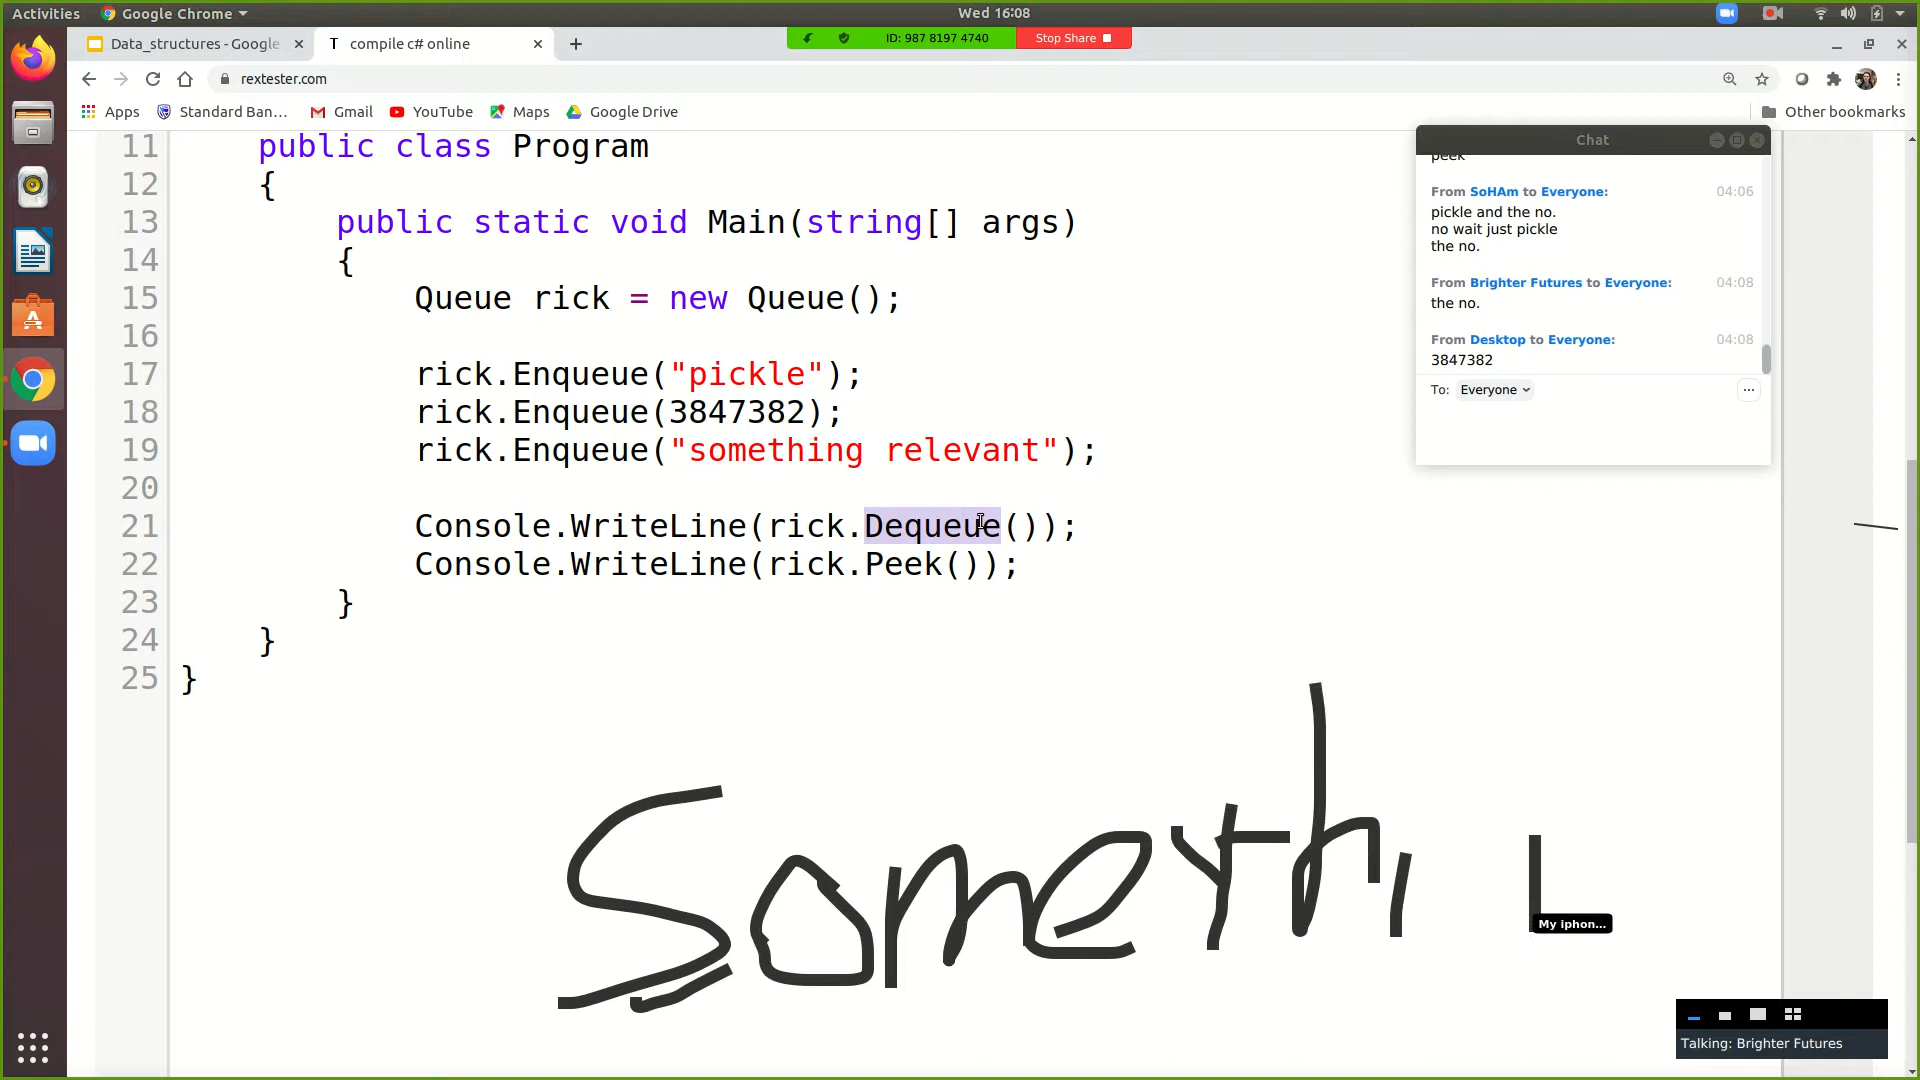 Activities
Google Chrome
Wed 16:08
Data_structures - Google
compile c# online
ID: 987 8197 4740
Stop Share
rextester.com
Apps
Standard Ban...
Gmail
YouTube
Maps
Google Drive
Other bookmarks
11 public class Program
12 {
13 public static void Main(string[] args)
14 {
15 Queue rick = new Queue();
16
17 rick.Enqueue("pickle");
18 rick.Enqueue(3847382);
19 rick.Enqueue("something relevant");
20
21 Console.WriteLine(rick.Dequeue());
22 Console.WriteLine(rick.Peek());
23 }
24 }
25 }
Chat
peek
From SoHAm to Everyone: 04:06
pickle and the no.
no wait just pickle
the no.
From Brighter Futures to Everyone: 04:08
the no.
From Desktop to Everyone: 04:08
3847382
To: Everyone
...
Somethi
My iphon...
Talking: Brighter Futures